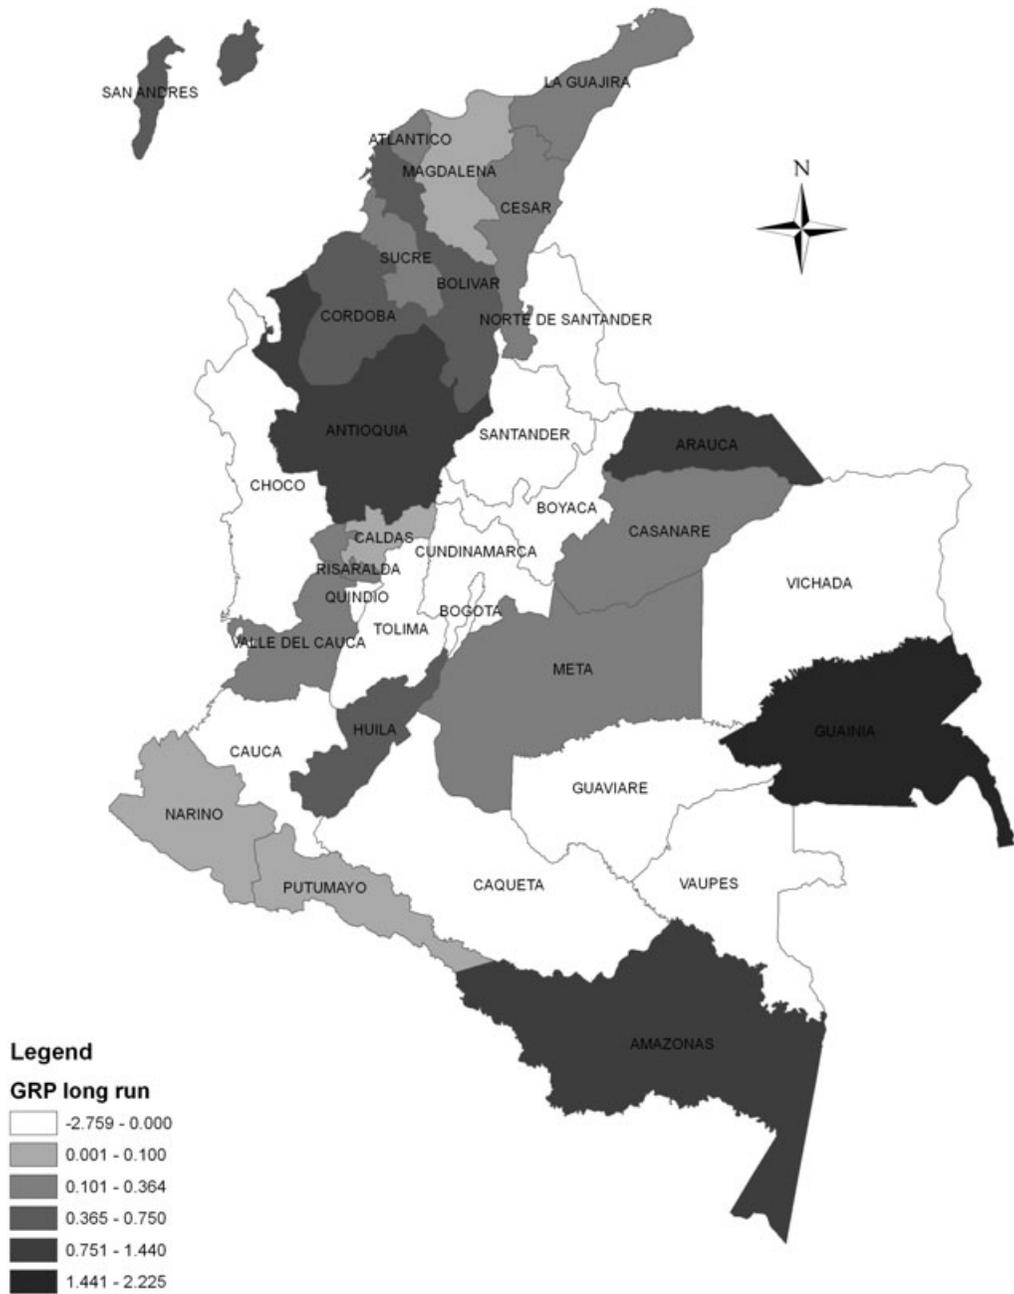 LA GUAJIRA
SAN ANDRES
ATLANTICO
MAGDALENA
N
CESAR
SUCRE
BOLIVAR
CORDOBA
NORTE DE SANTANDER
ANTIOQUIA
SANTANDER
ARAUCA
CHOCO
BOYACA
CASANARE
CALDAS
CUNDINAMARCA
RISARALDA
VICHADA
QUINDIO
BOGOTA
TOLIMA
VALLE DEL CAUCA
META
HUILA
GUAINIA
CAUCA
GUAVIARE
NARINO
PUTUMAYO
CAQUETA
VAUPES
AMAZONAS
Legend
GRP long run
-2.759 - 0.000
0.001 - 0.100
0.101 - 0.364
0.365 - 0.750
0.751 - 1.440
1.441 - 2.225